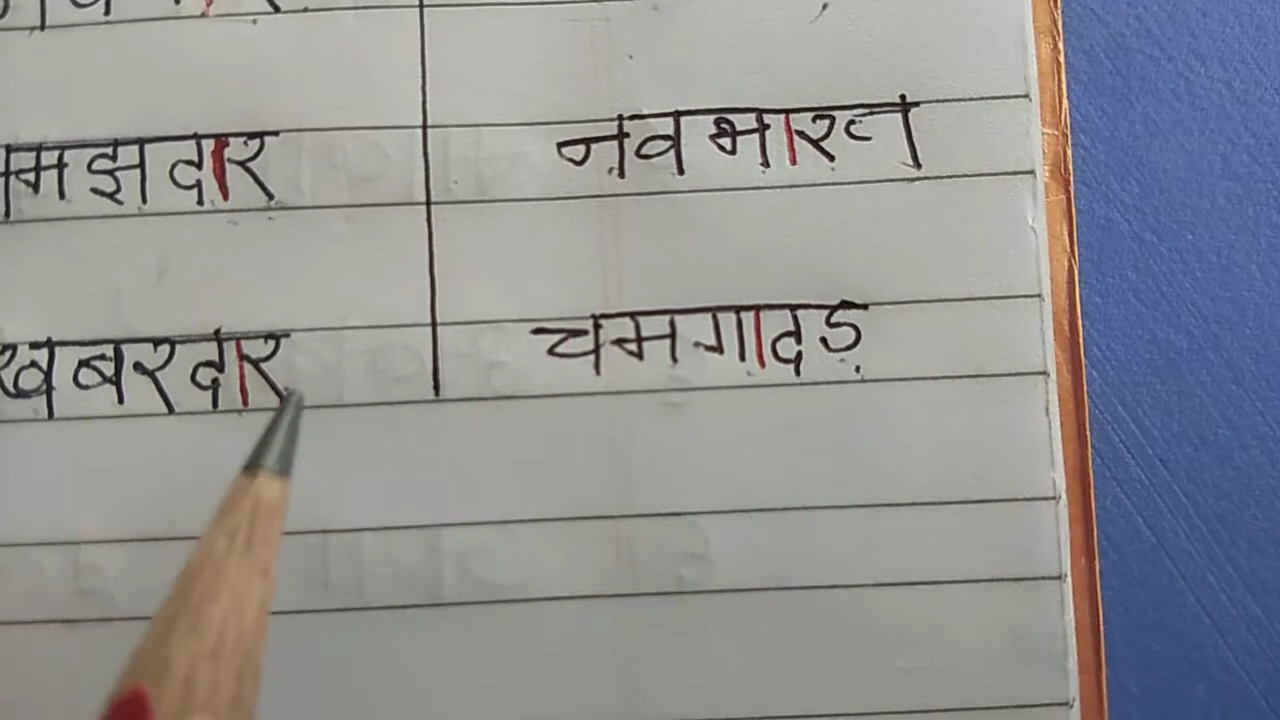 मझदार नवभारत
खबरदार चमगादड़